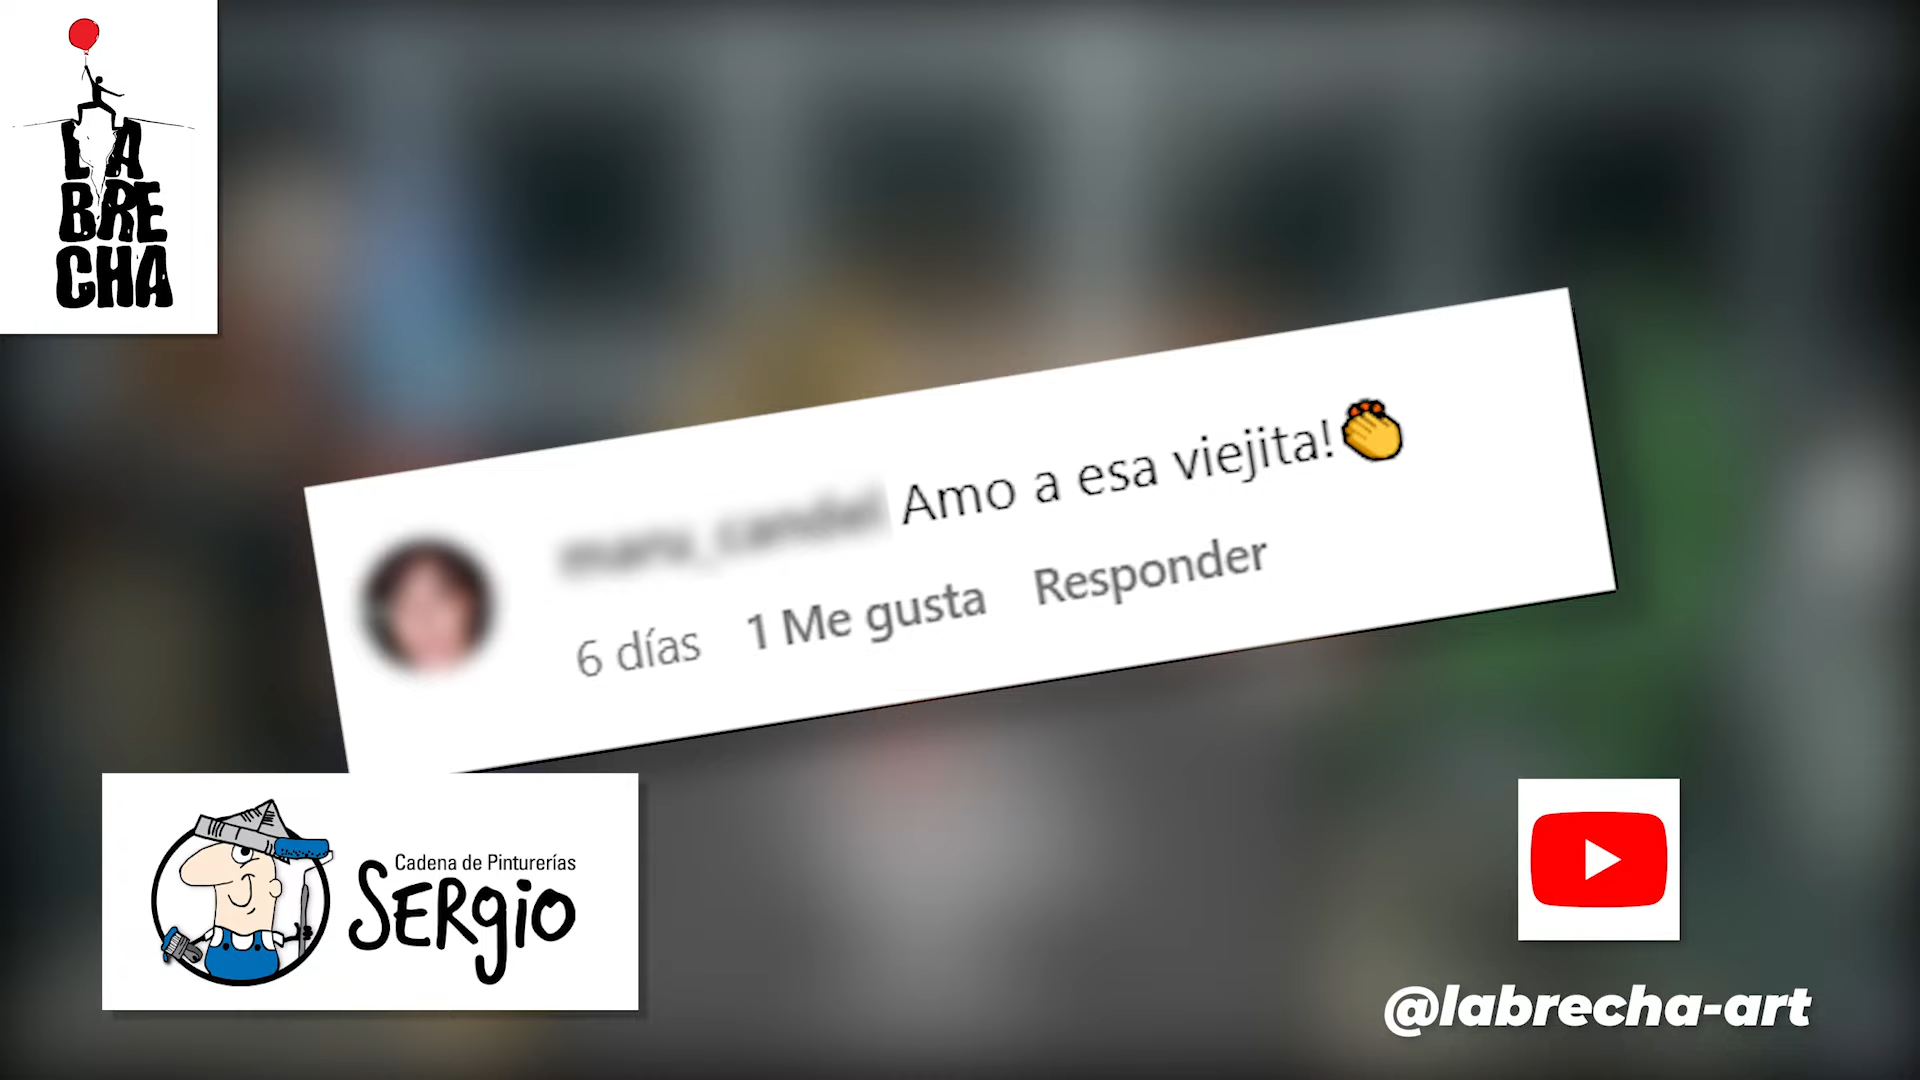 LA
BRE
CHA
Amo a esa viejita!👏
6 días 1 Me gusta Responder
Cadena de Pinturerías
SERgio
@labrecha-art